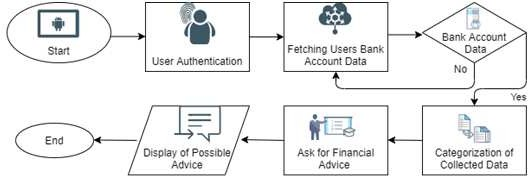 Start
User Authentication
Fetching Users Bank
Account Data
Bank Account
Data
No
Yes
Categorization of
Collected Data
Ask for Financial
Advice
Display of Possible
Advice
End